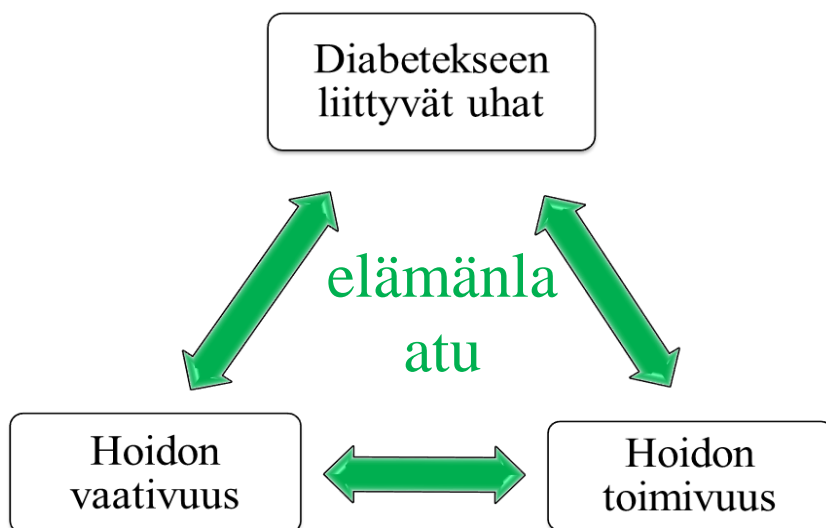 Diabetekseen
liittyvät uhat
elämänla
atu
Hoidon
vaativuus
Hoidon
toimivuus